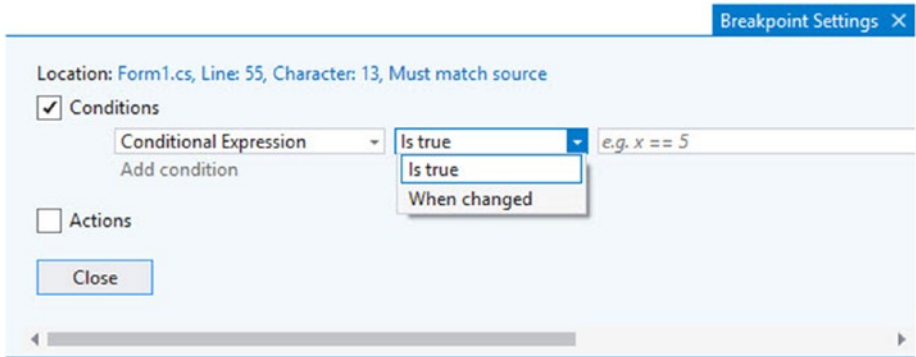 Breakpoint Settings
Location: Form1.cs, Line: 55, Character: 13, Must match source
Conditions
Conditional Expression Is true e.g. x == 5
Add condition Is true
When changed
Actions
Close